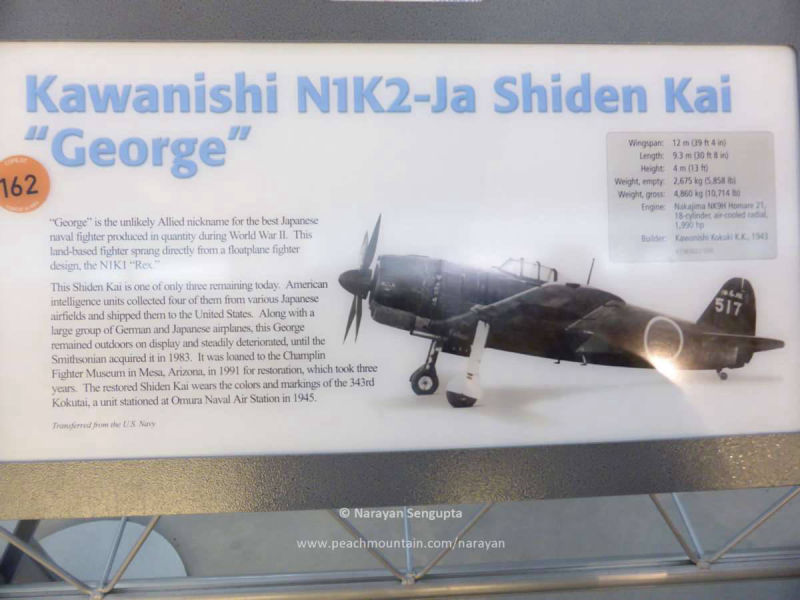 Kawanishi N1K2-Ja Shiden Kai
"George"
162
Wingspan: 12 m (39 ft 4 in)
Length: 9.3 m (30 ft 8 in)
Height: 4 m (13 ft)
Weight, empty: 2,675 kg (5,858 lb)
Weight, gross: 4,860 kg (10,714 lb)
Engine: Nakajima NK9H Homare 21,
18-cylinder, air-cooled radial,
1,990 hp
Builder: Kawanishi Kokuki K.K., 1943
"George" is the unlikely Allied nickname for the best Japanese
naval fighter produced in quantity during World War II. This
land-based fighter sprang directly from a floatplane fighter
design, the N1K1 "Rex."
This Shiden Kai is one of only three remaining today. American
intelligence units collected four of them from various Japanese
airfields and shipped them to the United States. Along with a
large group of German and Japanese airplanes, this George
remained outdoors on display and steadily deteriorated, until the
Smithsonian acquired it in 1983. It was loaned to the Champlin
Fighter Museum in Mesa, Arizona, in 1991 for restoration, which took three
years. The restored Shiden Kai wears the colors and markings of the 343rd
Kokutai, a unit stationed at Omura Naval Air Station in 1945.
Transferred from the U.S. Navy
517
© Narayan Sengupta
www.peachmountain.com/narayan